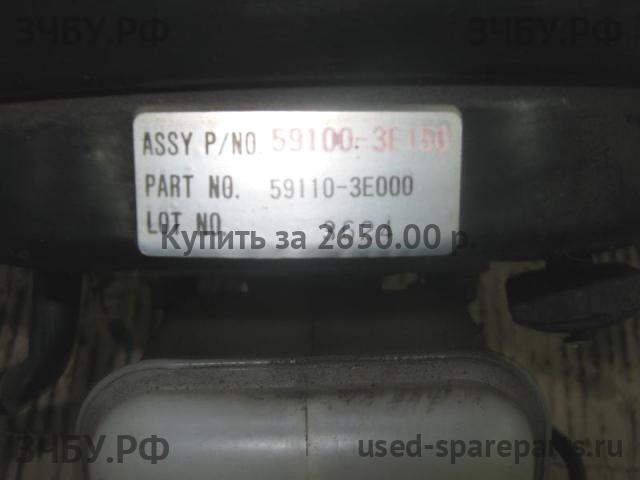 ЗЧБУ.РФ ЗЧБУ.РФ
ASSY P/NO. 59100-3E150
PART NO. 59110-3E000
LOT NO.
Купить за 2650.00 р.
ЗЧБУ.РФ used-spareparts.ru